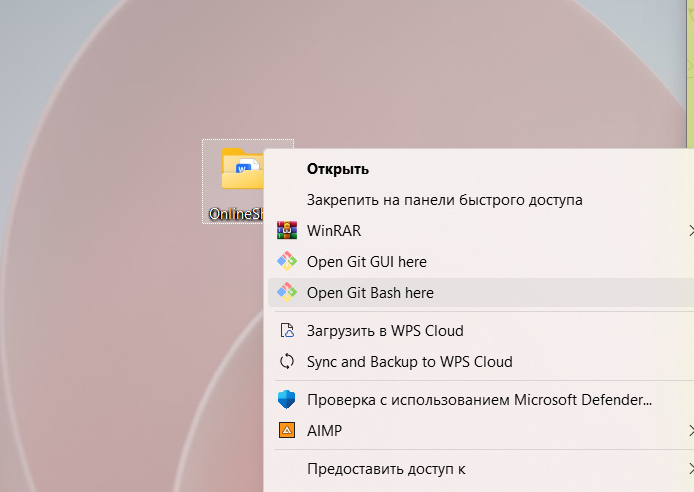 OnlineSh
Открыть
Закрепить на панели быстрого доступа
WinRAR
Open Git GUI here
Open Git Bash here
Загрузить в WPS Cloud
Sync and Backup to WPS Cloud
Проверка с использованием Microsoft Defender...
AIMP
Предоставить доступ к